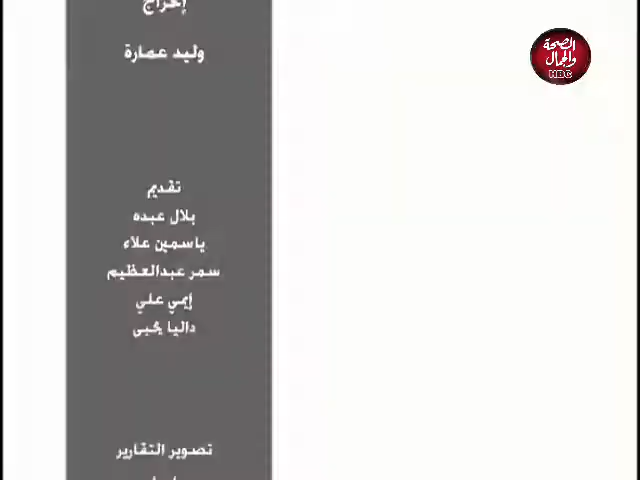 إخراج
وليد عمارة
الصحة
والجمال
HBC
تقديم
بلال عبده
ياسمين علاء
سمر عبدالعظيم
إيمي علي
داليا يحيى
تصوير التقارير